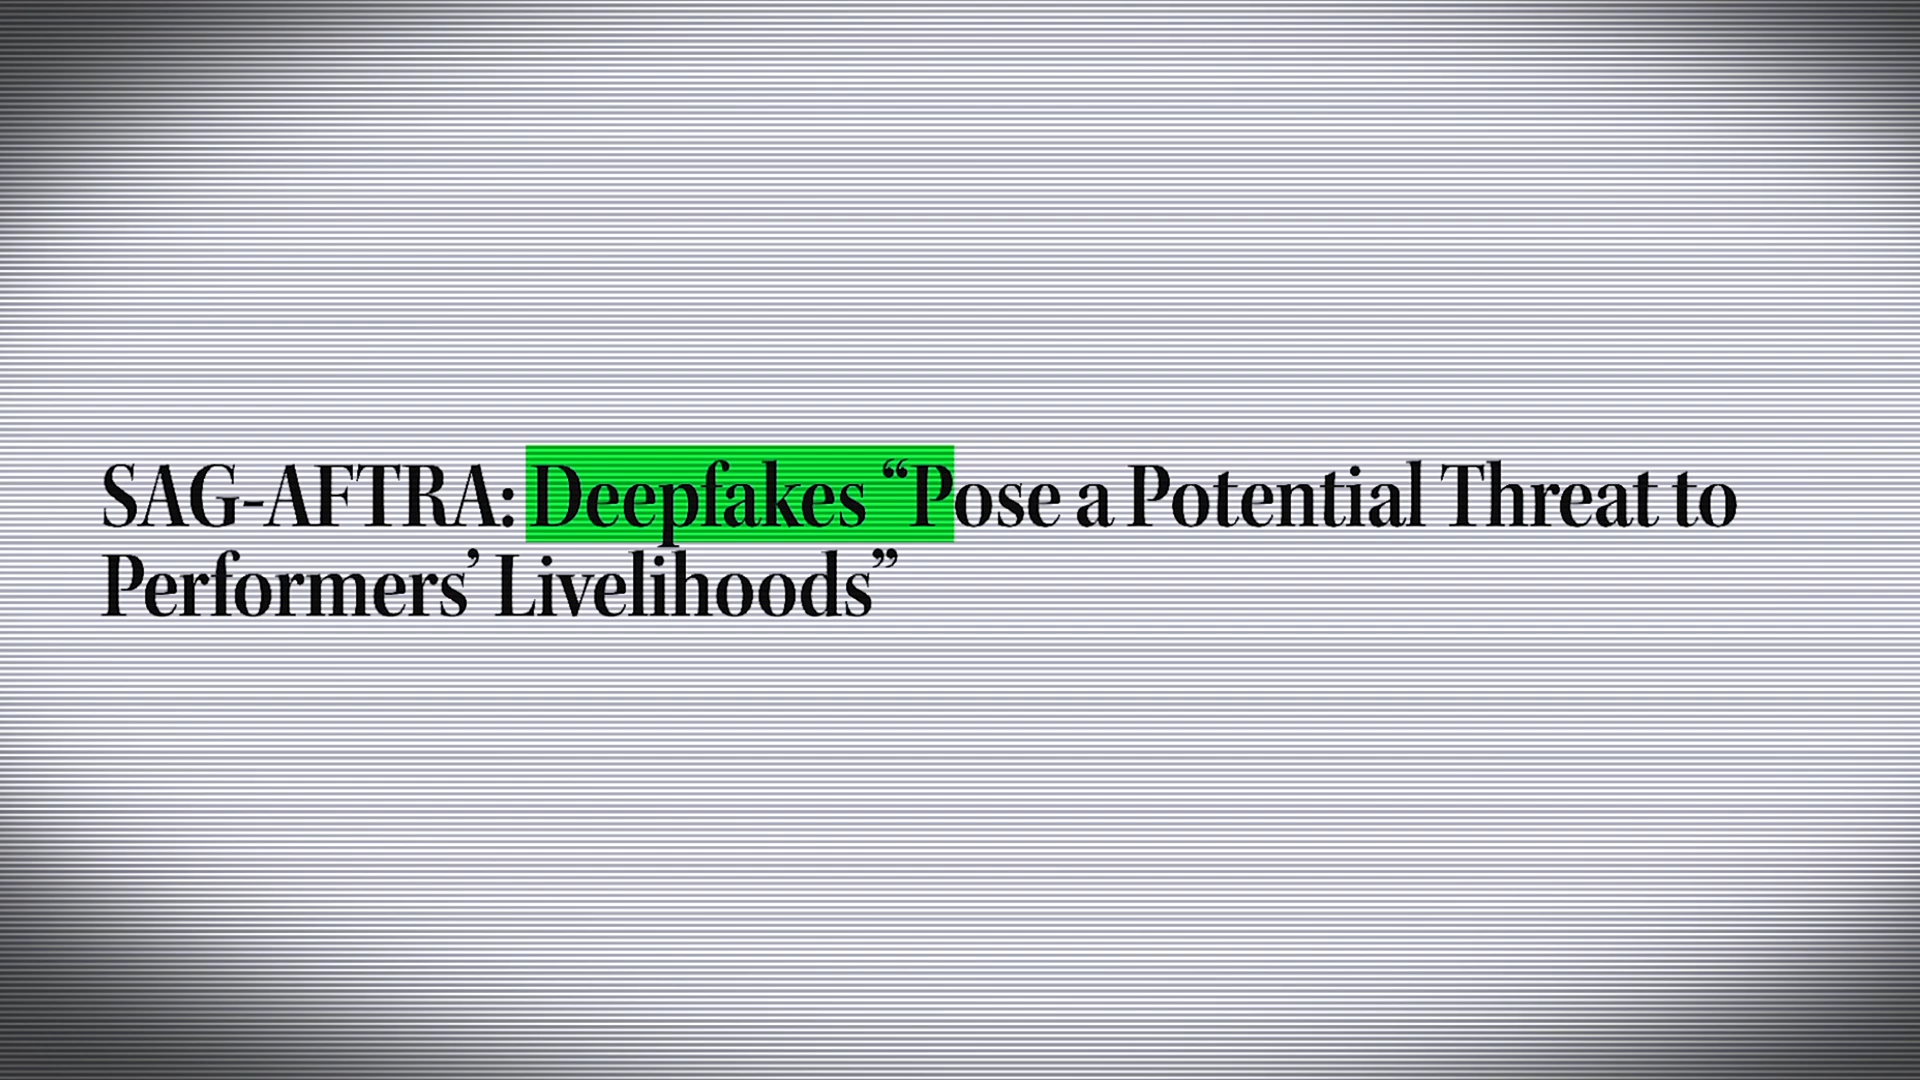 SAG-AFTRA: Deepfakes “Pose a Potential Threat to
Performers’ Livelihoods”